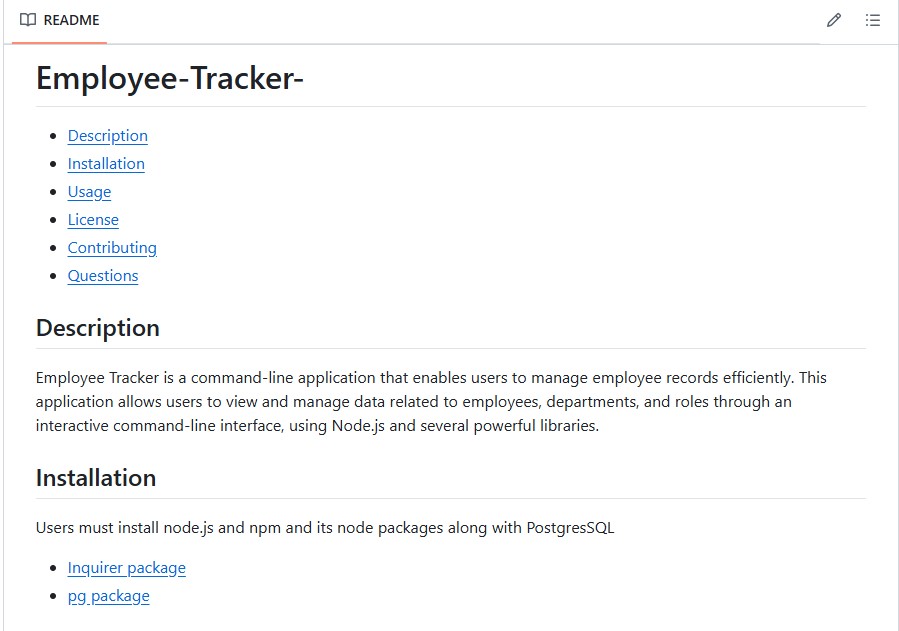 README
Employee-Tracker-
Description
Installation
Usage
License
Contributing
Questions
Description
Employee Tracker is a command-line application that enables users to manage employee records efficiently. This
application allows users to view and manage data related to employees, departments, and roles through an
interactive command-line interface, using Node.js and several powerful libraries.
Installation
Users must install node.js and npm and its node packages along with PostgresSQL
Inquirer package
pg package